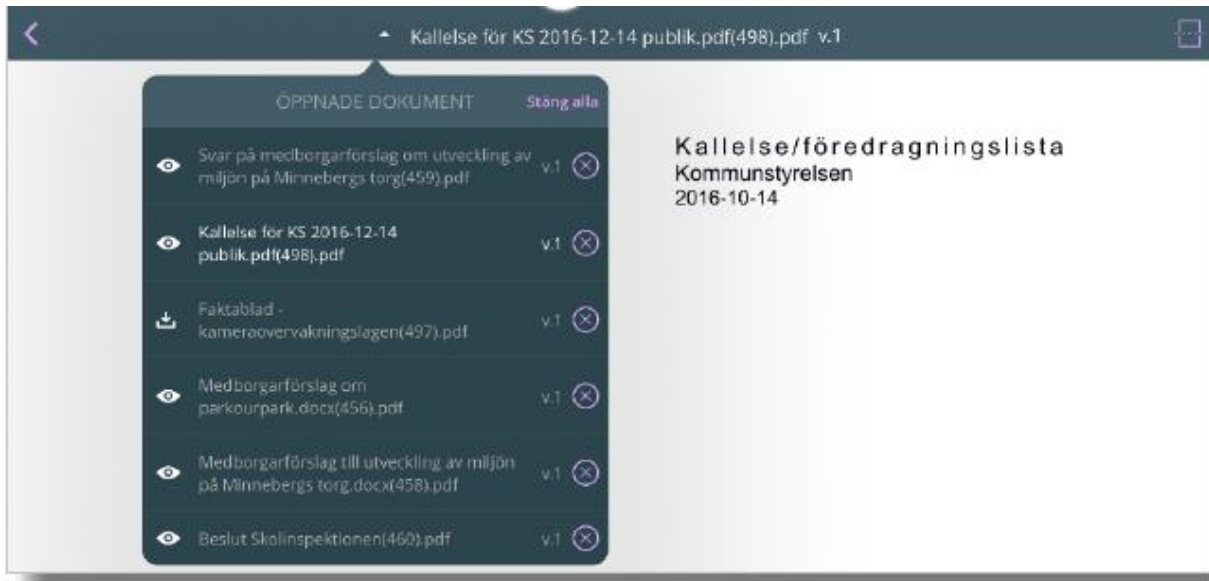 Kallelse för KS 2016-12-14 publik.pdf(498).pdf v.1
ÖPPNADE DOKUMENT Stäng alla
Svar på medborgarförslag om utveckling av
miljön på Minnebergs torg(459).pdf v.1
Kallelse för KS 2016-12-14
publik.pdf(498).pdf v.1
Faktablad -
kameraovervakningslagen(497).pdf v.1
Medborgarförslag om
parkourpark.docx(456).pdf v.1
Medborgarförslag till utveckling av miljön
på Minnebergs torg.docx(458).pdf v.1
Beslut Skolinspektionen(460).pdf v.1
Kallelse/föredragningslista
Kommunstyrelsen
2016-10-14